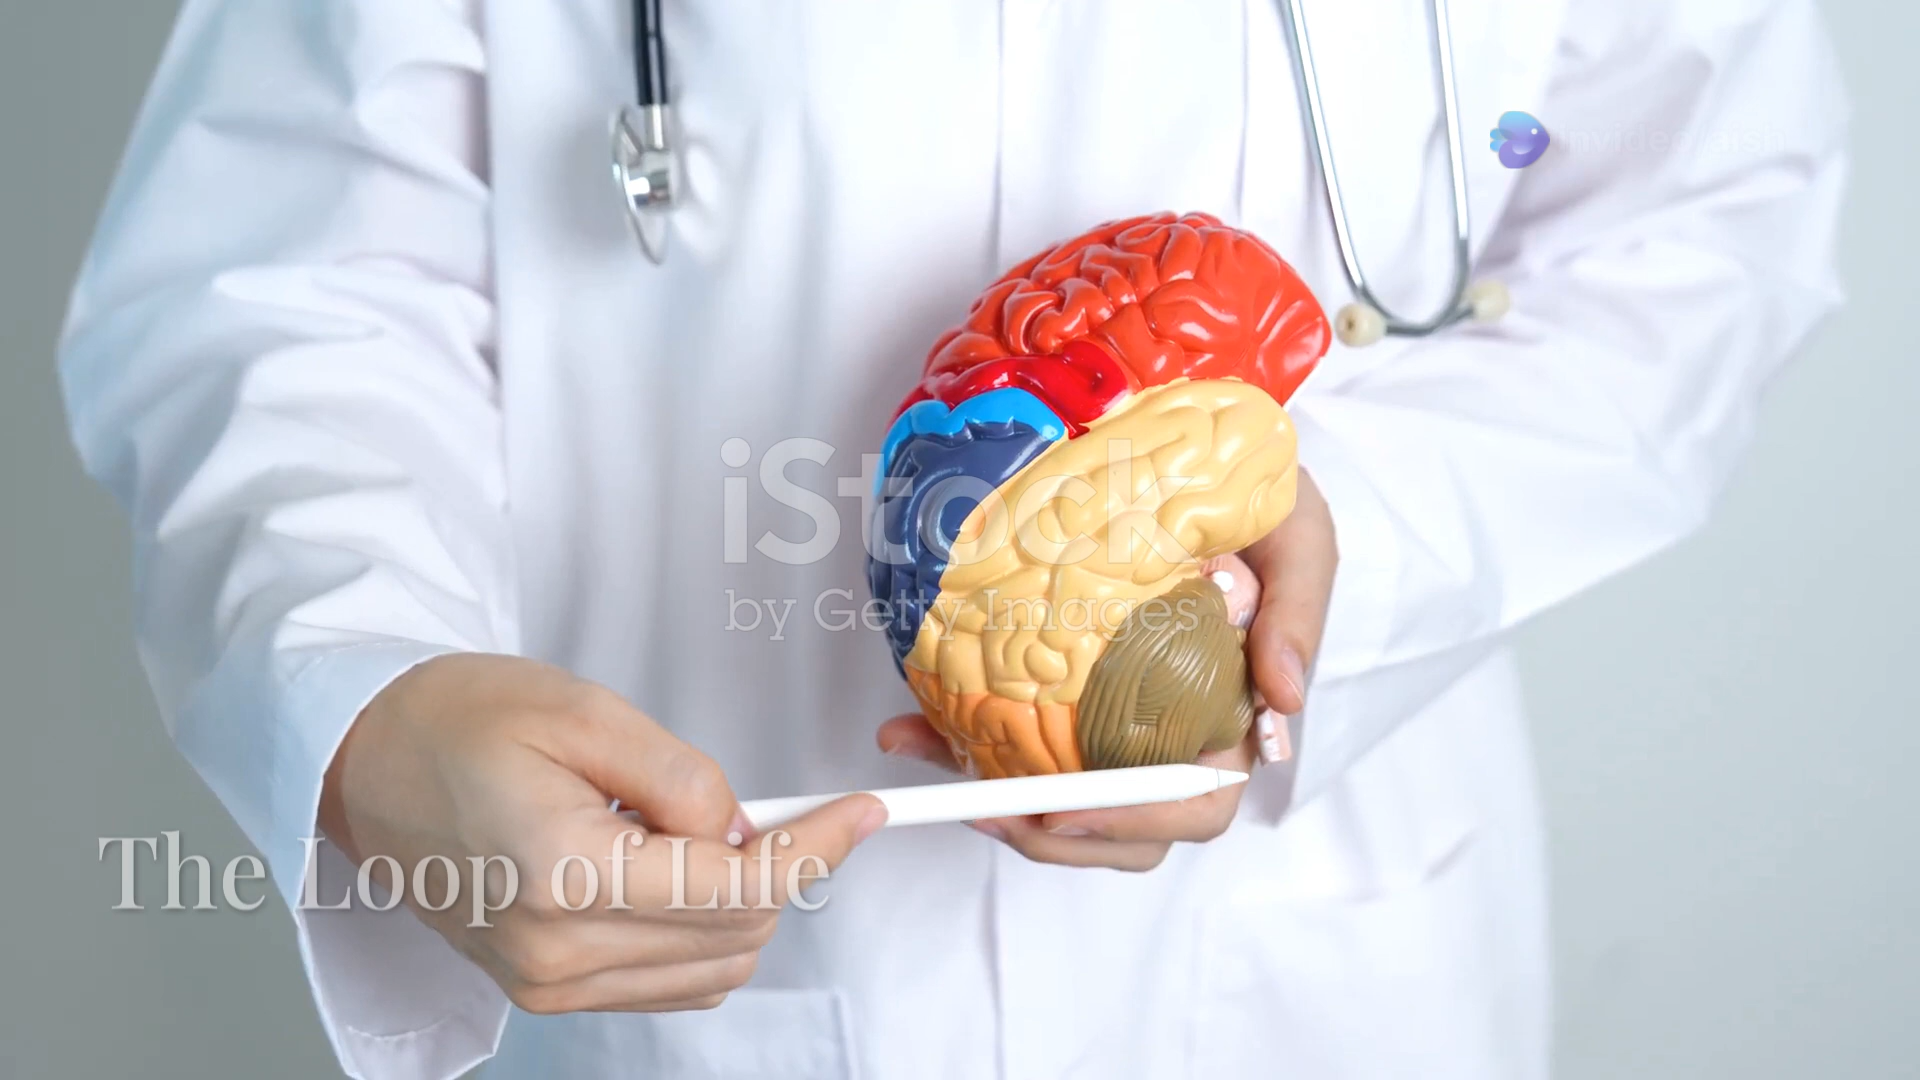 iStock
by Getty Images
The Loop of Life